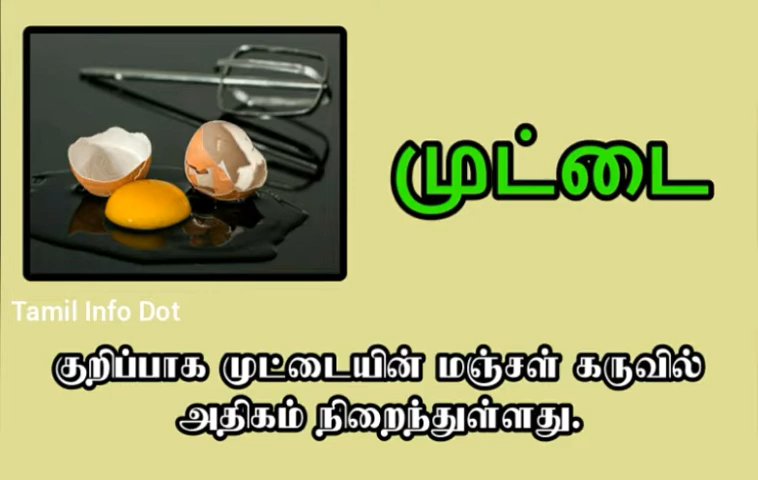 முட்டை
Tamil Info Dot
குறிப்பாக முட்டையின் மஞ்சள் கருவில்
அதிகம் நிறைந்துள்ளது.